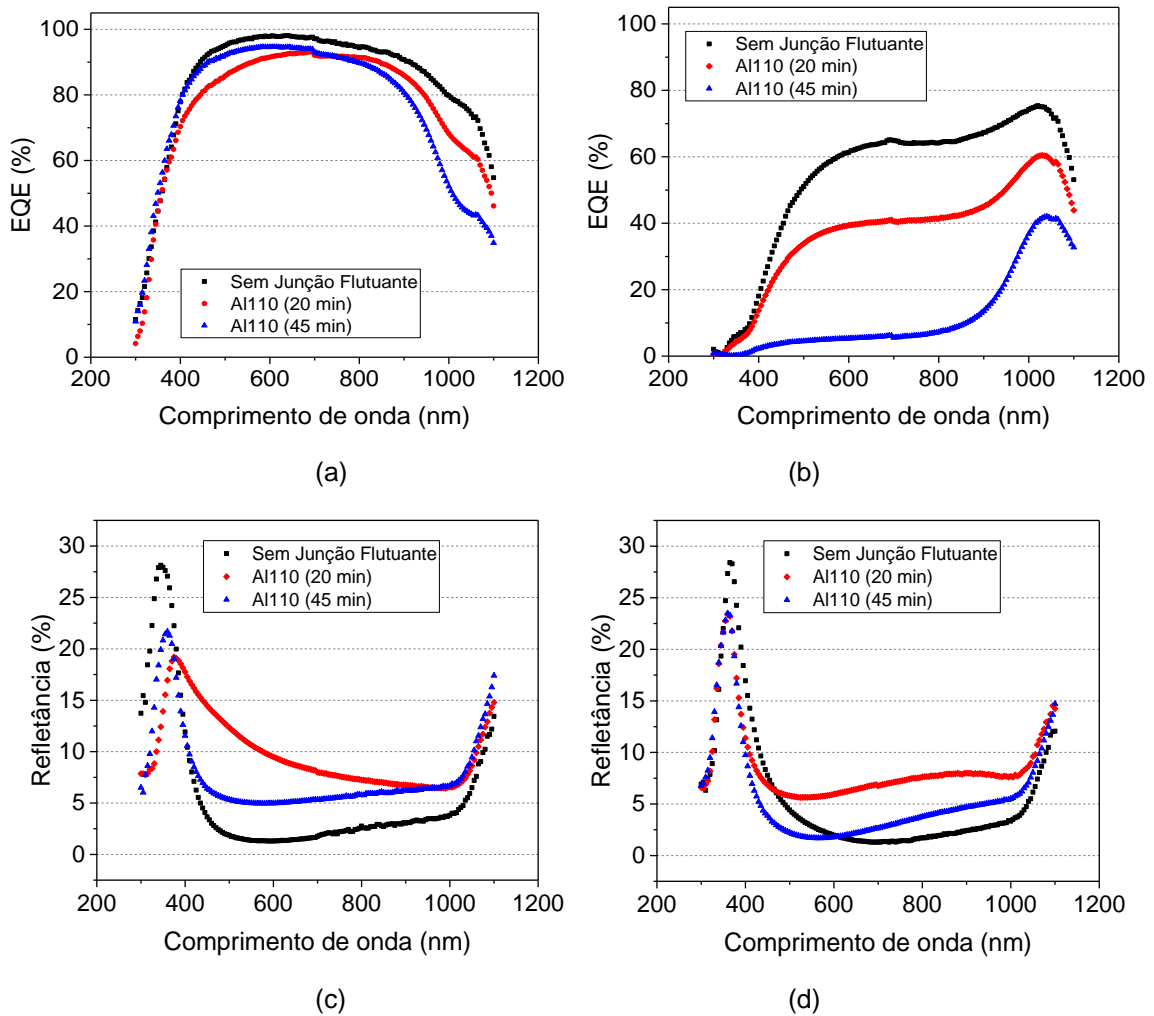 EQE (%)
100
80
60
40
20
0
Sem Junção Flutuante
Al110 (20 min)
Al110 (45 min)
200 400 600 800 1000 1200
Comprimento de onda (nm)
(a)
EQE (%)
100
80
60
40
20
0
Sem Junção Flutuante
Al110 (20 min)
Al110 (45 min)
200 400 600 800 1000 1200
Comprimento de onda (nm)
(b)
Refletância (%)
30
25
20
15
10
5
0
Sem Junção Flutuante
Al110 (20 min)
Al110 (45 min)
200 400 600 800 1000 1200
Comprimento de onda (nm)
(c)
Refletância (%)
30
25
20
15
10
5
0
Sem Junção Flutuante
Al110 (20 min)
Al110 (45 min)
200 400 600 800 1000 1200
Comprimento de onda (nm)
(d)